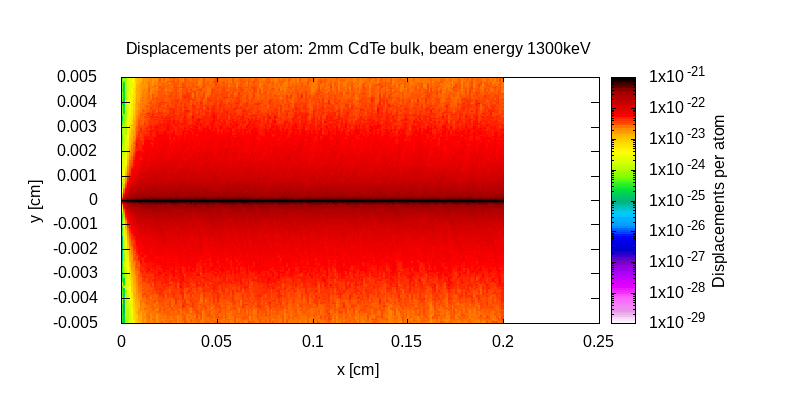 Displacements per atom: 2mm CdTe bulk, beam energy 1300keV
0.005
0.004
0.003
0.002
0.001
0
-0.001
-0.002
-0.003
-0.004
-0.005
y [cm]
0 0.05 0.1 0.15 0.2 0.25
x [cm]
1x10-21
1x10-22
1x10-23
1x10-24
1x10-25
1x10-26
1x10-27
1x10-28
1x10-29
Displacements per atom